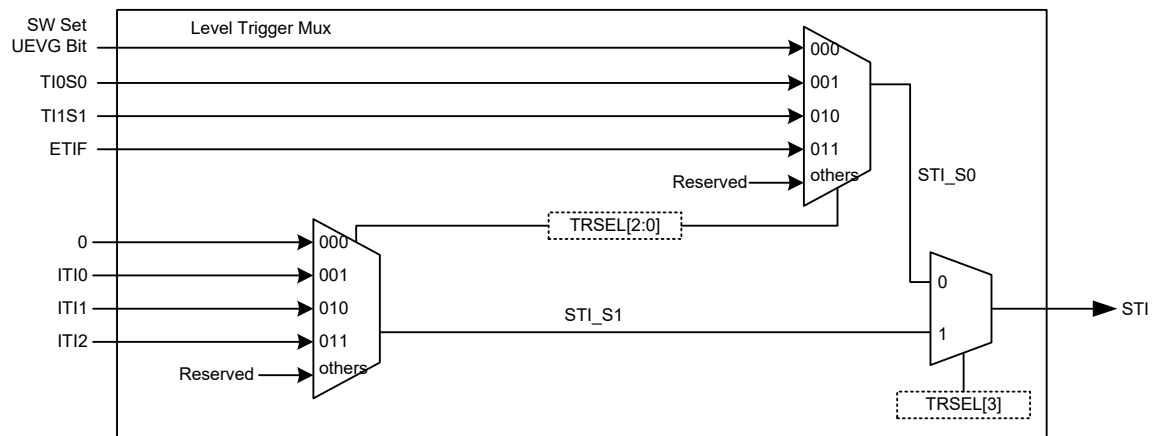 SW Set
UEVG Bit
Level Trigger Mux
000
TI0S0
001
TI1S1
010
ETIF
011
Reserved
others
STI_S0
TRSEL[2:0]
0
000
ITI0
001
0
ITI1
010
STI_S1
STI
ITI2
011
1
Reserved
others
TRSEL[3]